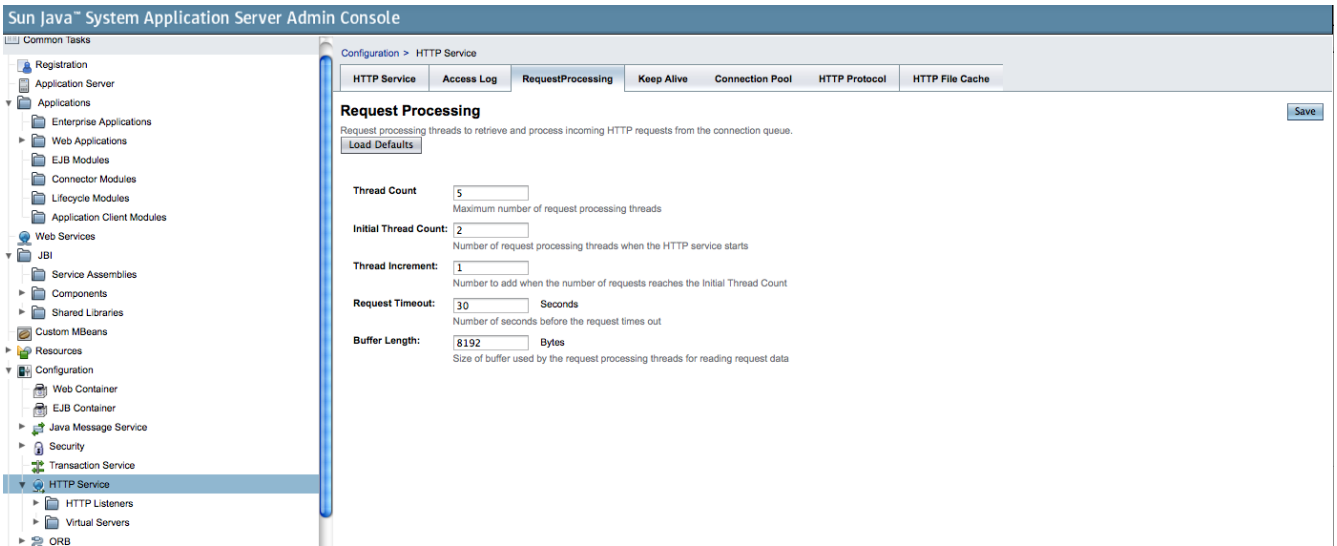 Sun Java™ System Application Server Admin Console
Common Tasks
Registration
Application Server
Applications
Enterprise Applications
Web Applications
EJB Modules
Connector Modules
Lifecycle Modules
Application Client Modules
Web Services
JBI
Service Assemblies
Components
Shared Libraries
Custom MBeans
Resources
Configuration
Web Container
EJB Container
Java Message Service
Security
Transaction Service
HTTP Service
HTTP Listeners
Virtual Servers
ORB
Configuration > HTTP Service
HTTP Service Access Log RequestProcessing Keep Alive Connection Pool HTTP Protocol HTTP File Cache
Request Processing Save
Request processing threads to retrieve and process incoming HTTP requests from the connection queue.
Load Defaults
Thread Count 5
Maximum number of request processing threads
Initial Thread Count: 2
Number of request processing threads when the HTTP service starts
Thread Increment: 1
Number to add when the number of requests reaches the Initial Thread Count
Request Timeout: 30 Seconds
Number of seconds before the request times out
Buffer Length: 8192 Bytes
Size of buffer used by the request processing threads for reading request data